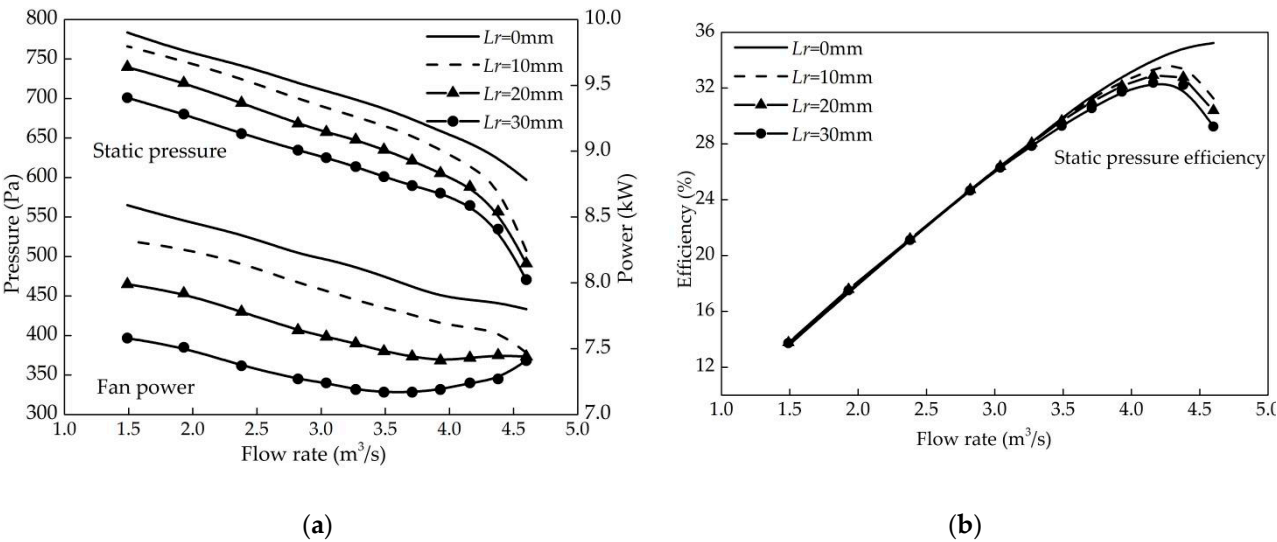 800
750
700
650
600
550
500
450
400
350
300
Pressure (Pa)
10.0
9.5
9.0
8.5
8.0
7.5
7.0
Power (kW)
Lr=0mm
Lr=10mm
Lr=20mm
Lr=30mm
Static pressure
Fan power
1.0 1.5 2.0 2.5 3.0 3.5 4.0 4.5 5.0
Flow rate (m³/s)
(a)
36
32
28
24
20
16
12
Efficiency (%)
Lr=0mm
Lr=10mm
Lr=20mm
Lr=30mm
Static pressure efficiency
1.0 1.5 2.0 2.5 3.0 3.5 4.0 4.5 5.0
Flow rate (m³/s)
(b)